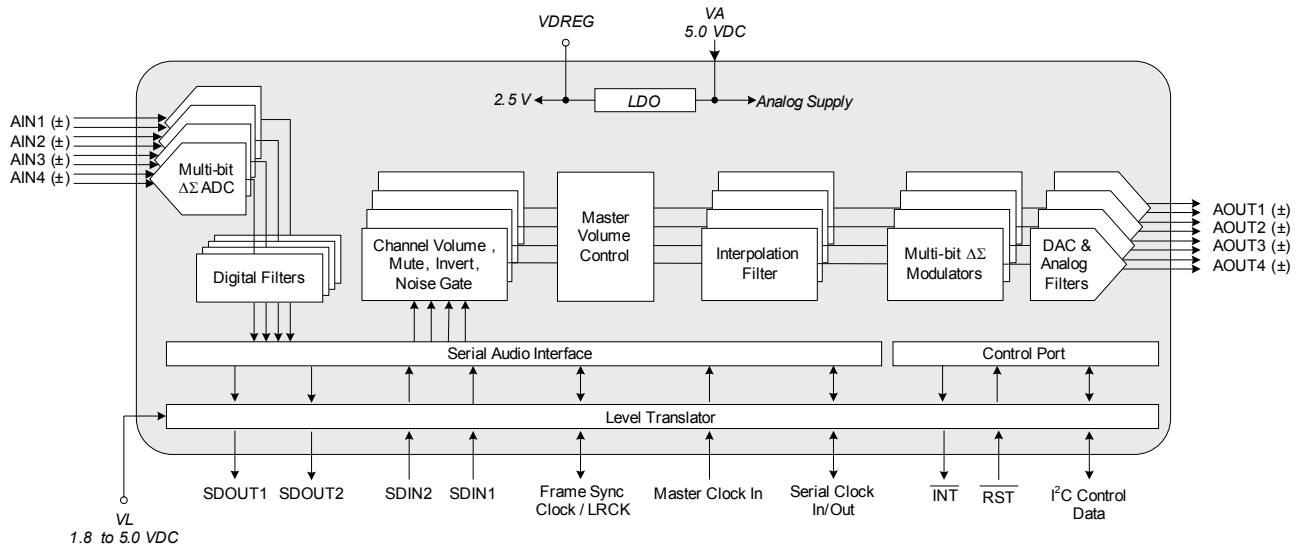 VDREG
VA
5.0 VDC
2.5 V
LDO
Analog Supply
AIN1 (±)
AIN2 (±)
AIN3 (±)
AIN4 (±)
Multi-bit
ΔΣ ADC
Digital Filters
Channel Volume ,
Mute, Invert,
Noise Gate
Master
Volume
Control
Interpolation
Filter
Multi-bit ΔΣ
Modulators
DAC &
Analog
Filters
AOUT1 (±)
AOUT2 (±)
AOUT3 (±)
AOUT4 (±)
Serial Audio Interface
Control Port
Level Translator
SDOUT1
SDOUT2
SDIN2
SDIN1
Frame Sync
Clock / LRCK
Master Clock In
Serial Clock
In/Out
INT
RST
I²C Control
Data
VL
1.8 to 5.0 VDC